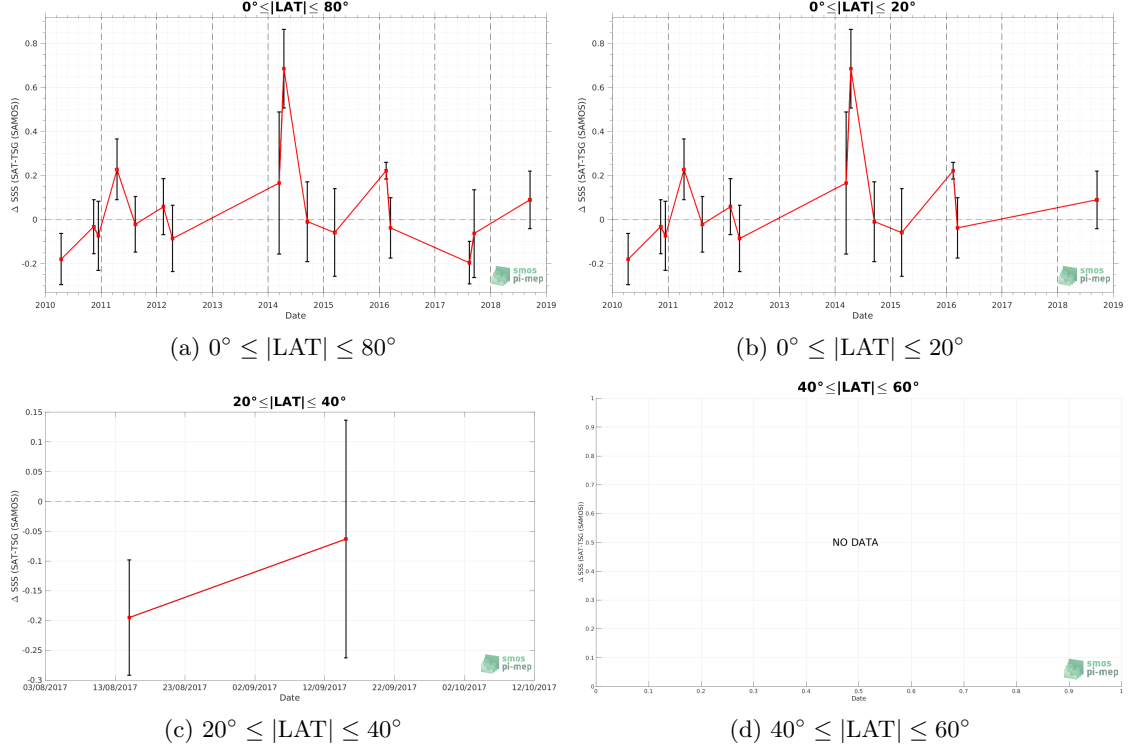 0°≤|LAT|≤ 80°
Δ SSS (SAT-TSG (SAMOS))
0.8
0.6
0.4
0.2
0
-0.2
2010 2011 2012 2013 2014 2015 2016 2017 2018 2019
Date
smos
pi-mep
(a) 0° ≤ |LAT| ≤ 80°
0°≤|LAT|≤ 20°
Δ SSS (SAT-TSG (SAMOS))
0.8
0.6
0.4
0.2
0
-0.2
2010 2011 2012 2013 2014 2015 2016 2017 2018 2019
Date
smos
pi-mep
(b) 0° ≤ |LAT| ≤ 20°
20°≤|LAT|≤ 40°
Δ SSS (SAT-TSG (SAMOS))
0.15
0.1
0.05
0
-0.05
-0.1
-0.15
-0.2
-0.25
-0.3
03/08/2017 13/08/2017 23/08/2017 02/09/2017 12/09/2017 22/09/2017 02/10/2017 12/10/2017
Date
smos
pi-mep
(c) 20° ≤ |LAT| ≤ 40°
40°≤|LAT|≤ 60°
Δ SSS (SAT-TSG (SAMOS))
1
0.9
0.8
0.7
0.6
0.5
0.4
0.3
0.2
0.1
0
NO DATA
0 0.1 0.2 0.3 0.4 0.5 0.6 0.7 0.8 0.9 1
Date
smos
pi-mep
(d) 40° ≤ |LAT| ≤ 60°